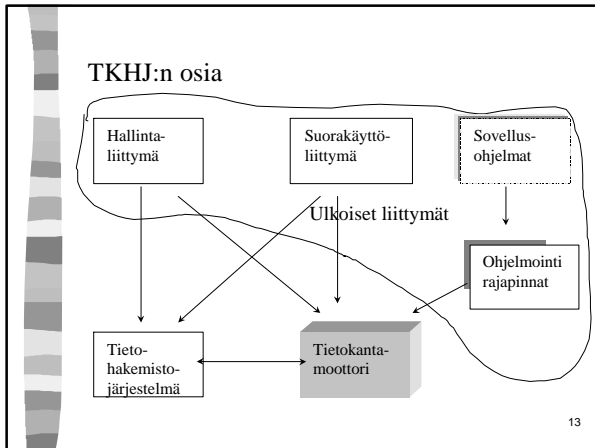 TKHJ:n osia
Hallinta-
liittymä
Suorakäyttö-
liittymä
Sovellus-
ohjelmat
Ulkoiset liittymät
Ohjelmointi
rajapinnat
Tieto-
hakemisto-
järjestelmä
Tietokanta-
moottori
13